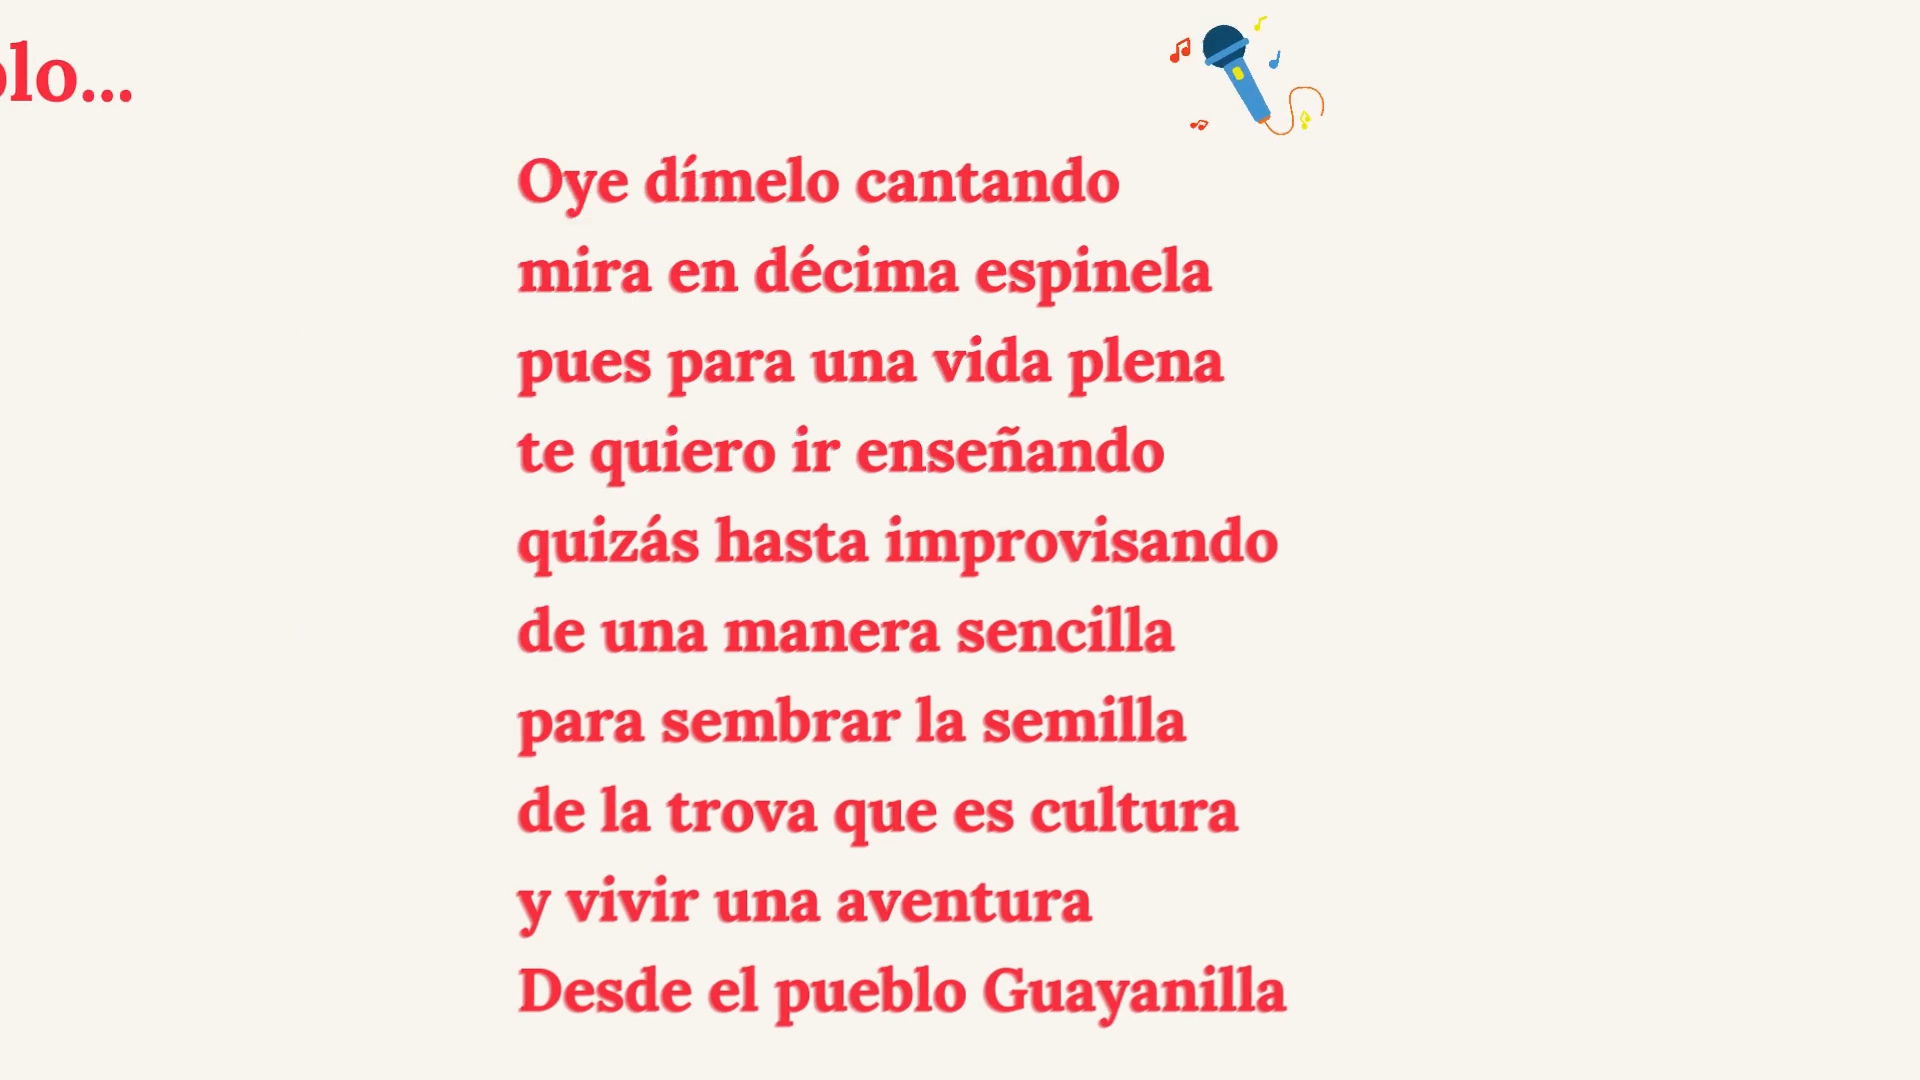 Oye dímelo cantando
mira en décima espinela
pues para una vida plena
te quiero ir enseñando
quizás hasta improvisando
de una manera sencilla
para sembrar la semilla
de la trova que es cultura
y vivir una aventura
Desde el pueblo Guayanilla